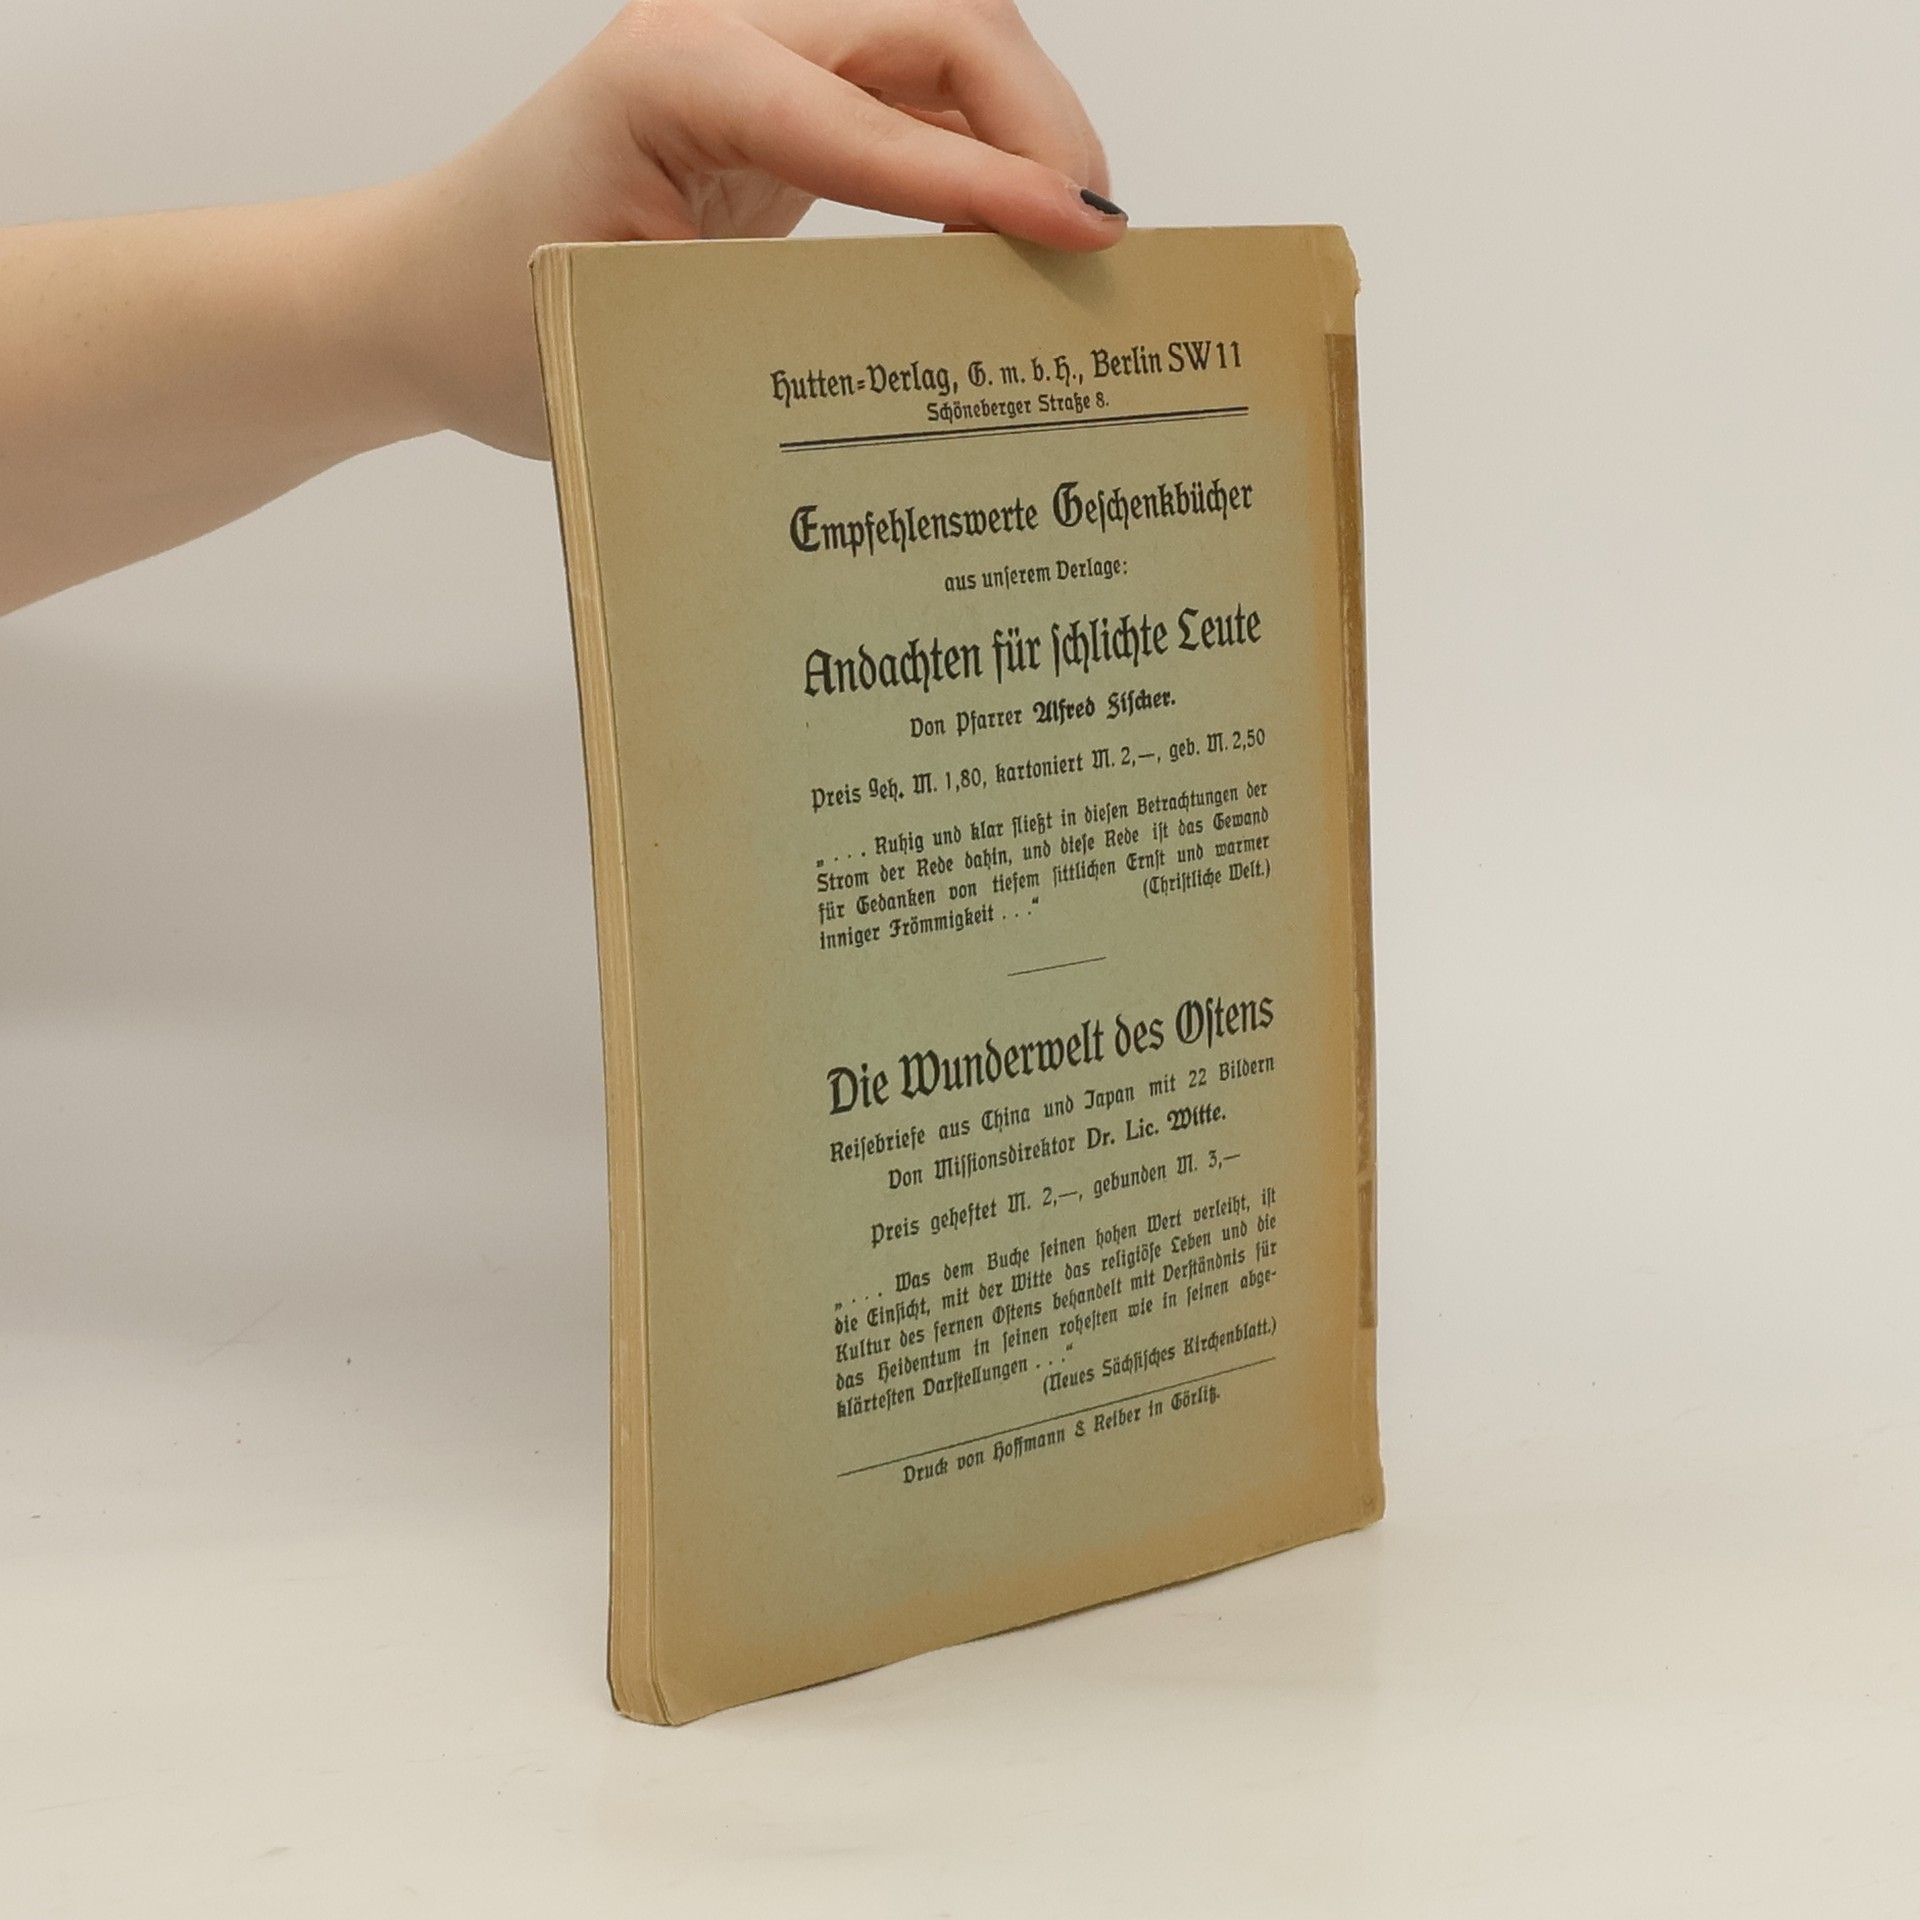 Hutten-Verlag, G. m. b. H., Berlin SW 11
Schöneberger Straße 8.
Empfehlenswerte Geſchenkbücher
aus unſerem Verlage:
Andachten für ſchlichte Leute
Von Pfarrer Alfred Fiſcher.
Preis geh. M. 1,80, kartoniert M. 2,—, geb. M. 2,50
„ . . . Ruhig und klar fließt in dieſen Betrachtungen der
Strom der Rede dahin, und dieſe Rede iſt das Gewand
für Gedanken von tiefem ſittlichen Ernſt und warmer
inniger Frömmigkeit . . .“ (Chriſtliche Welt.)
Die Wunderwelt des Oſtens
Reiſebriefe aus China und Japan mit 22 Bildern
Von Miſſionsdirektor Dr. Lic. Witte.
Preis geheftet M. 2,—, gebunden M. 3,—
„ . . . Was dem Buche ſeinen hohen Wert verleiht, iſt
die Einſicht, mit der Witte das religiöſe Leben und die
Kultur des fernen Oſtens behandelt mit Verſtändnis für
das Heidentum in ſeinen roheſten wie in ſeinen abge-
klärteſten Darſtellungen . . .“
(Neues Sächſiſches Kirchenblatt.)
Druck von Hoffmann & Reiber in Görlitz.